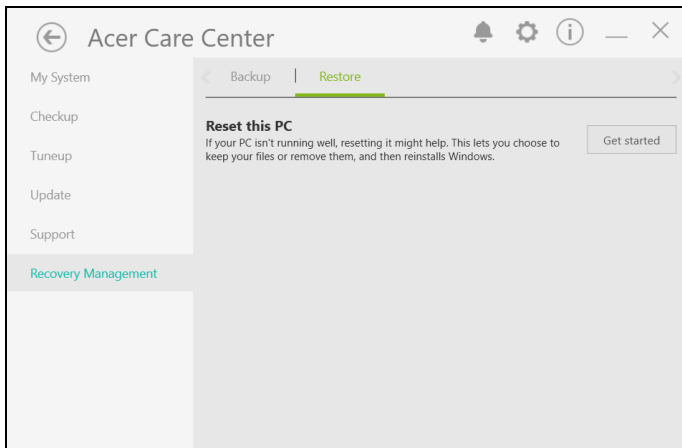 Acer Care Center
My System
Checkup
Tuneup
Update
Support
Recovery Management
Backup | Restore
Reset this PC
If your PC isn't running well, resetting it might help. This lets you choose to
keep your files or remove them, and then reinstalls Windows.
Get started